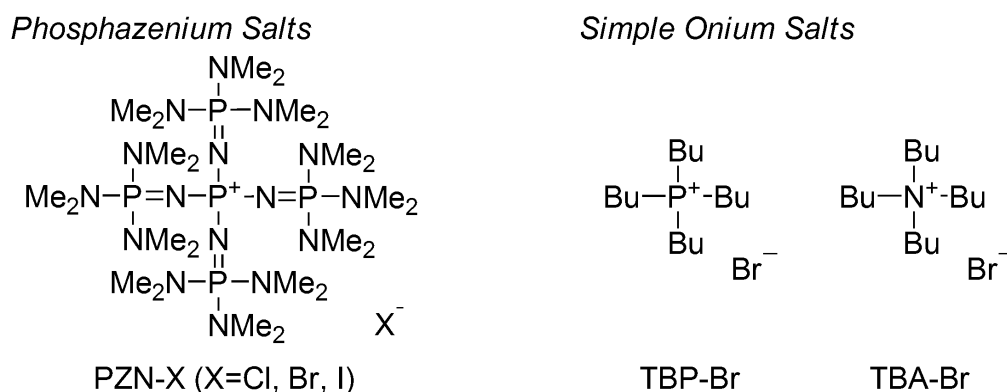 Phosphazenium Salts
Simple Onium Salts
NMe2
Me2N–P–NMe2
NMe2 N NMe2
Me2N–P=N–P+–N=P–NMe2
NMe2 N NMe2
Me2N–P–NMe2
NMe2
X-
PZN-X (X=Cl, Br, I)
Bu
Bu–P+–Bu
Bu
Br–
TBP-Br
Bu
Bu–N+–Bu
Bu
Br–
TBA-Br